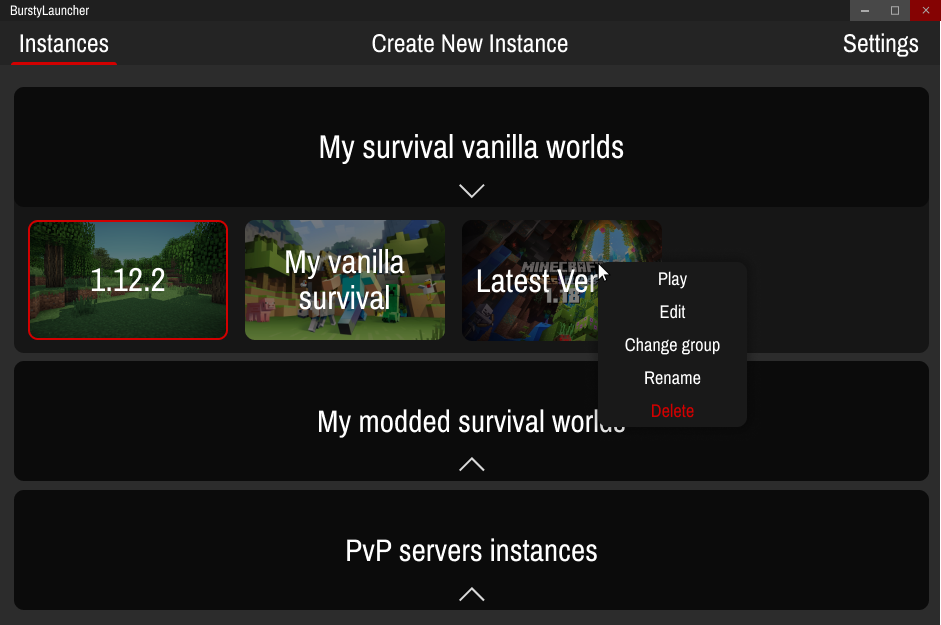 BurstyLauncher
Instances
Create New Instance
Settings
My survival vanilla worlds
1.12.2
My vanilla
survival
MINECRAFT
1.18
Latest Ver
Play
Edit
Change group
Rename
Delete
My modded survival worlds
PvP servers instances